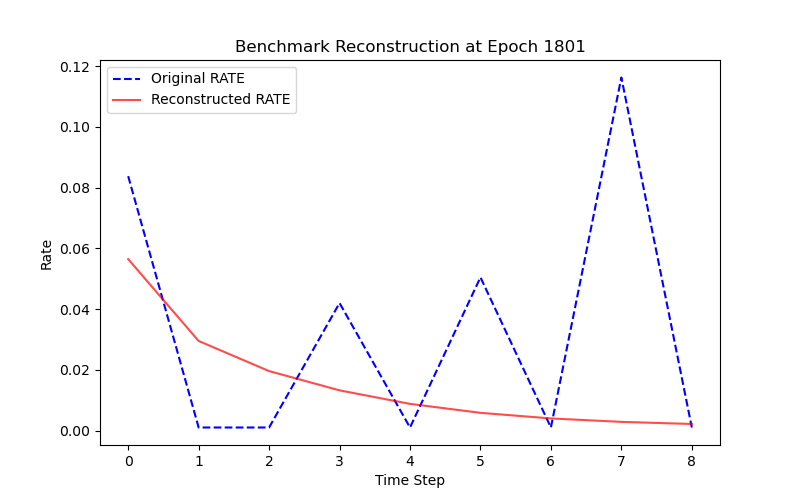 Benchmark Reconstruction at Epoch 1801
Original RATE
Reconstructed RATE
0.12
0.10
0.08
0.06
0.04
0.02
0.00
Rate
0 1 2 3 4 5 6 7 8
Time Step